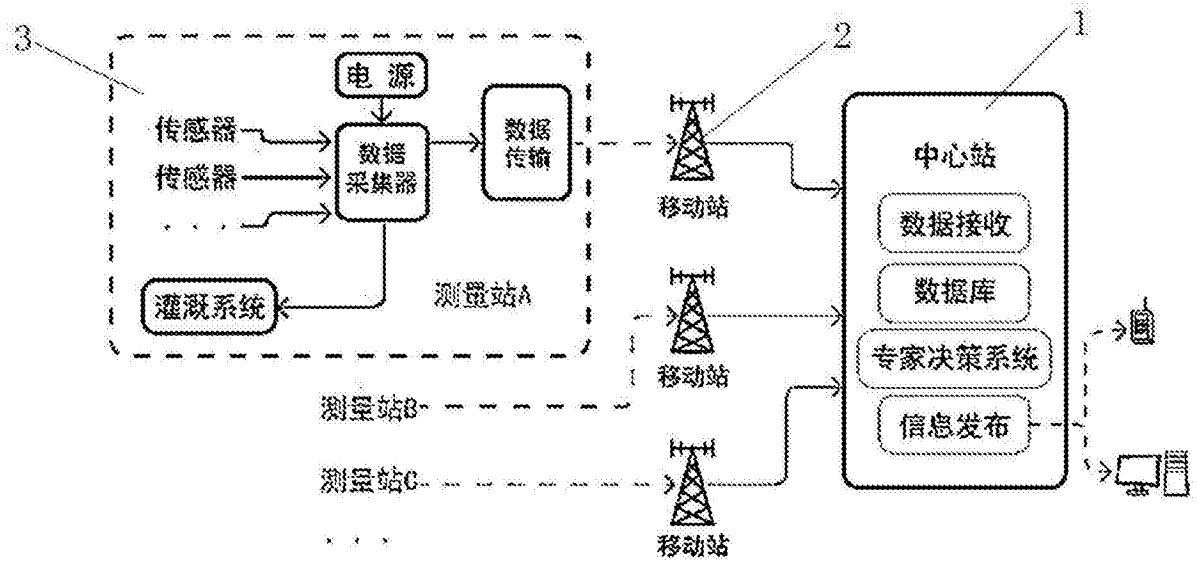 3
2
1
电源
传感器
数据
采集器
数据
传输
传感器
. . . .
灌溉系统
测量站A
移动站
中心站
数据接收
数据库
专家决策系统
信息发布
移动站
测量站B
测量站C
. . .
移动站